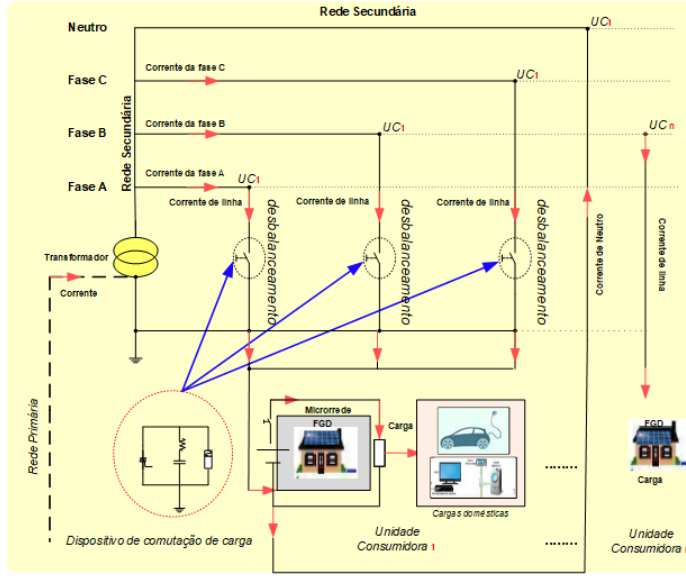 Rede Secundária
Neutro
UC1
Fase C
Corrente da fase C
UC1
Rede Secundária
Fase B
Corrente da fase B
UC1
UC n
Fase A
Corrente da fase A
UC1
Corrente de linha
Corrente de linha
Corrente de linha
desbalanceamento
desbalanceamento
desbalanceamento
Corrente de Neutro
Corrente de linha
Transformador
Corrente
Rede Primária
Microrrede
FGD
Carga
FGD
Carga
Cargas domésticas
Dispositivo de comutação de carga
Unidade
Consumidora 1
Unidade
Consumidora